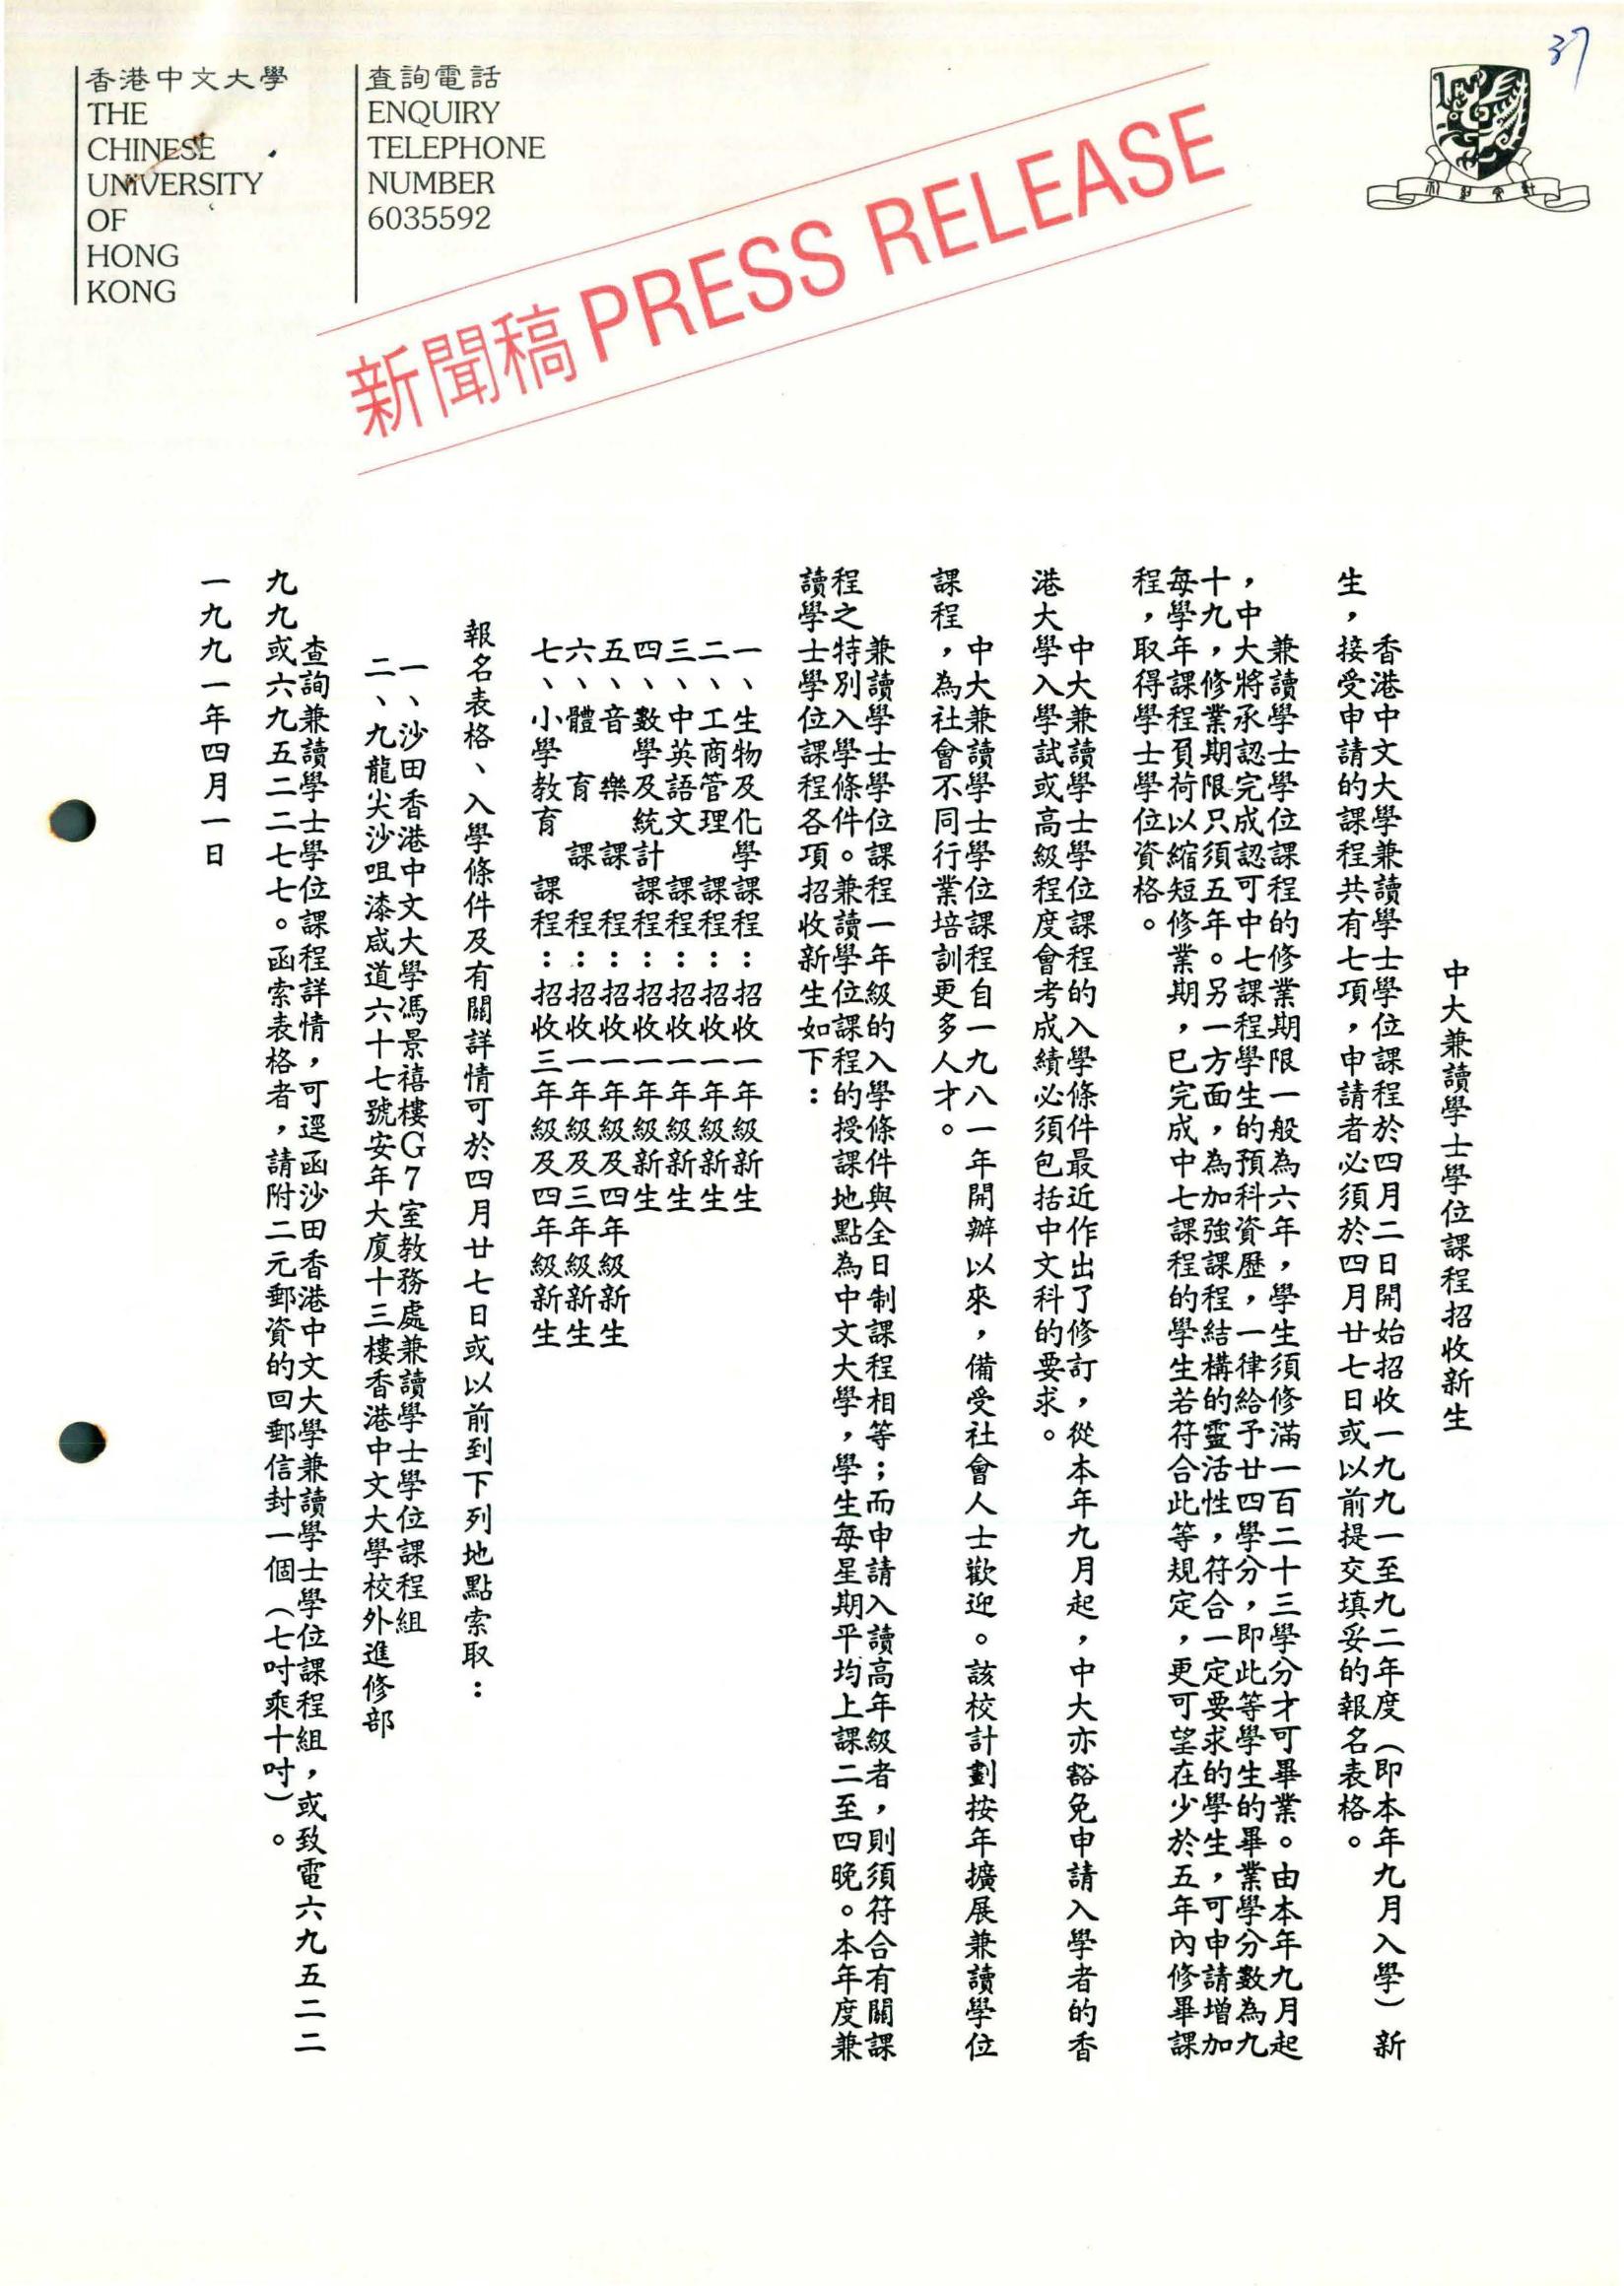 37
香港中文大學
THE
CHINESE
UNIVERSITY
OF
HONG
KONG
查詢電話
ENQUIRY
TELEPHONE
NUMBER
6035592
新聞稿 PRESS RELEASE
中大兼讀學士學位課程招收新生
香港中文大學兼讀學士學位課程於四月二日開始招收一九九一至九二年度（即本年九月入學）新
生，接受申請的課程共有七項，申請者必須於四月廿七日或以前提交填妥的報名表格。
兼讀學士學位課程的修業期限一般為六年，學生須修滿一百二十三學分才可畢業。由本年九月起
，中大將承認完成認可中七課程學生的預科資歷，一律給予廿四學分，即此等學生的畢業學分數為九
十九，修業期限只須五年。另一方面，為加強課程結構的靈活性，符合一定要求的學生，可申請增加
每學年課程負荷以縮短修業期，已完成中七課程的學生若符合此等規定，更可望在少於五年內修畢課
程，取得學士學位資格。
中大兼讀學士學位課程的入學條件最近作出了修訂，從本年九月起，中大亦豁免申請入學者的香
港大學入學試或高級程度會考成績必須包括中文科的要求。
中大兼讀學士學位課程自一九八一年開辦以來，備受社會人士歡迎。該校計劃按年擴展兼讀學位
課程，為社會不同行業培訓更多人才。
兼讀學士學位課程一年級的入學條件與全日制課程相等；而申請入讀高年級者，則須符合有關課
程之特別入學條件。兼讀學位課程的授課地點為中文大學，學生每星期平均上課二至四晚。本年度兼
讀學士學位課程各項招收新生如下：
一、生物及化學課程：招收一年級新生
二、工商管理　課程：招收一年級新生
三、中英語文　課程：招收一年級新生
四、數學及統計課程：招收一年級新生
五、音　樂　課　程：招收一年級及四年級新生
六、體　育　課　程：招收一年級及三年級新生
七、小學教育　課程：招收三年級及四年級新生
報名表格、入學條件及有關詳情可於四月廿七日或以前到下列地點索取：
一、沙田香港中文大學馮景禧樓G7室教務處兼讀學士學位課程組
二、九龍尖沙咀漆咸道六十七號安年大廈十三樓香港中文大學校外進修部
查詢兼讀學士學位課程詳情，可逕函沙田香港中文大學兼讀學士學位課程組，或致電六九五二二
九九或六九五二二七七。函索表格者，請附二元郵資的回郵信封一個（七吋乘十吋）。
一九九一年四月一日